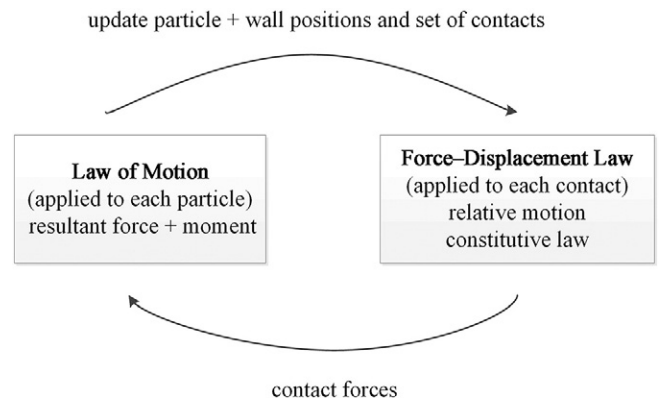 update particle + wall positions and set of contacts
Law of Motion
(applied to each particle)
resultant force + moment
Force–Displacement Law
(applied to each contact)
relative motion
constitutive law
contact forces